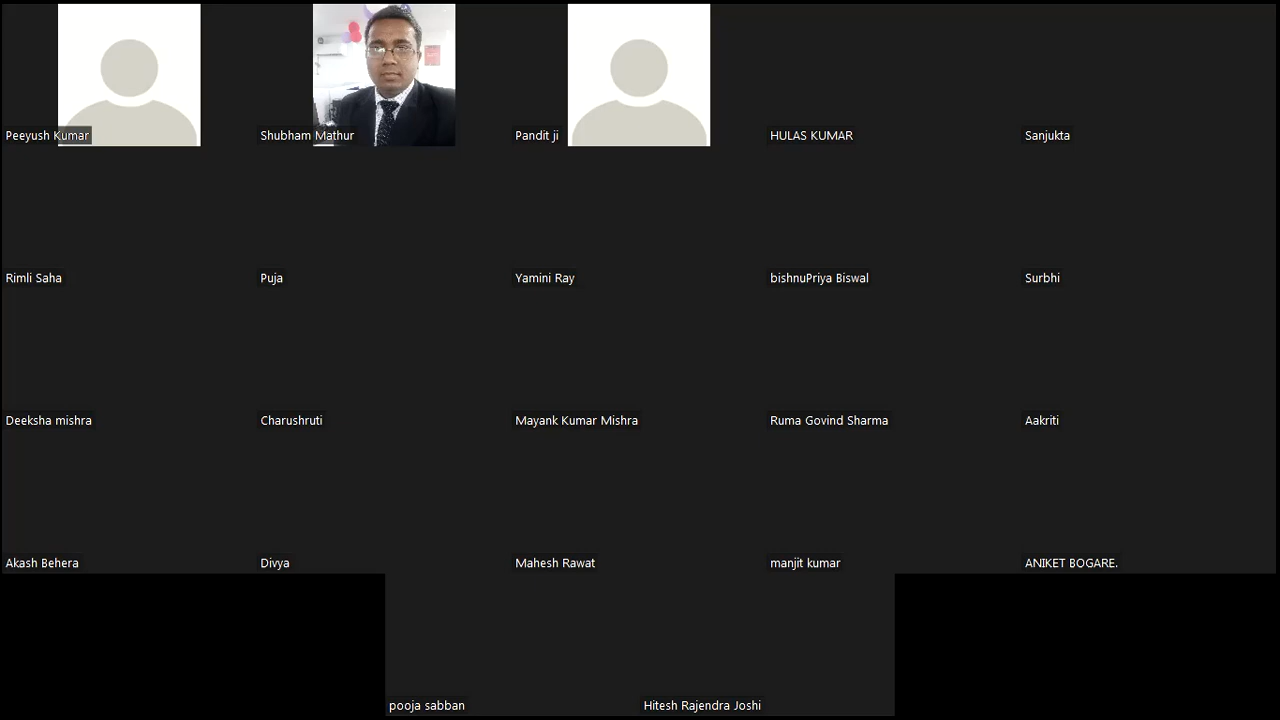 Peeyush Kumar
Shubham Mathur
Pandit ji
HULAS KUMAR
Sanjukta
Rimli Saha
Puja
Yamini Ray
bishnuPriya Biswal
Surbhi
Deeksha mishra
Charushruti
Mayank Kumar Mishra
Ruma Govind Sharma
Aakriti
Akash Behera
Divya
Mahesh Rawat
manjit kumar
ANIKET BOGARE.
pooja sabban
Hitesh Rajendra Joshi